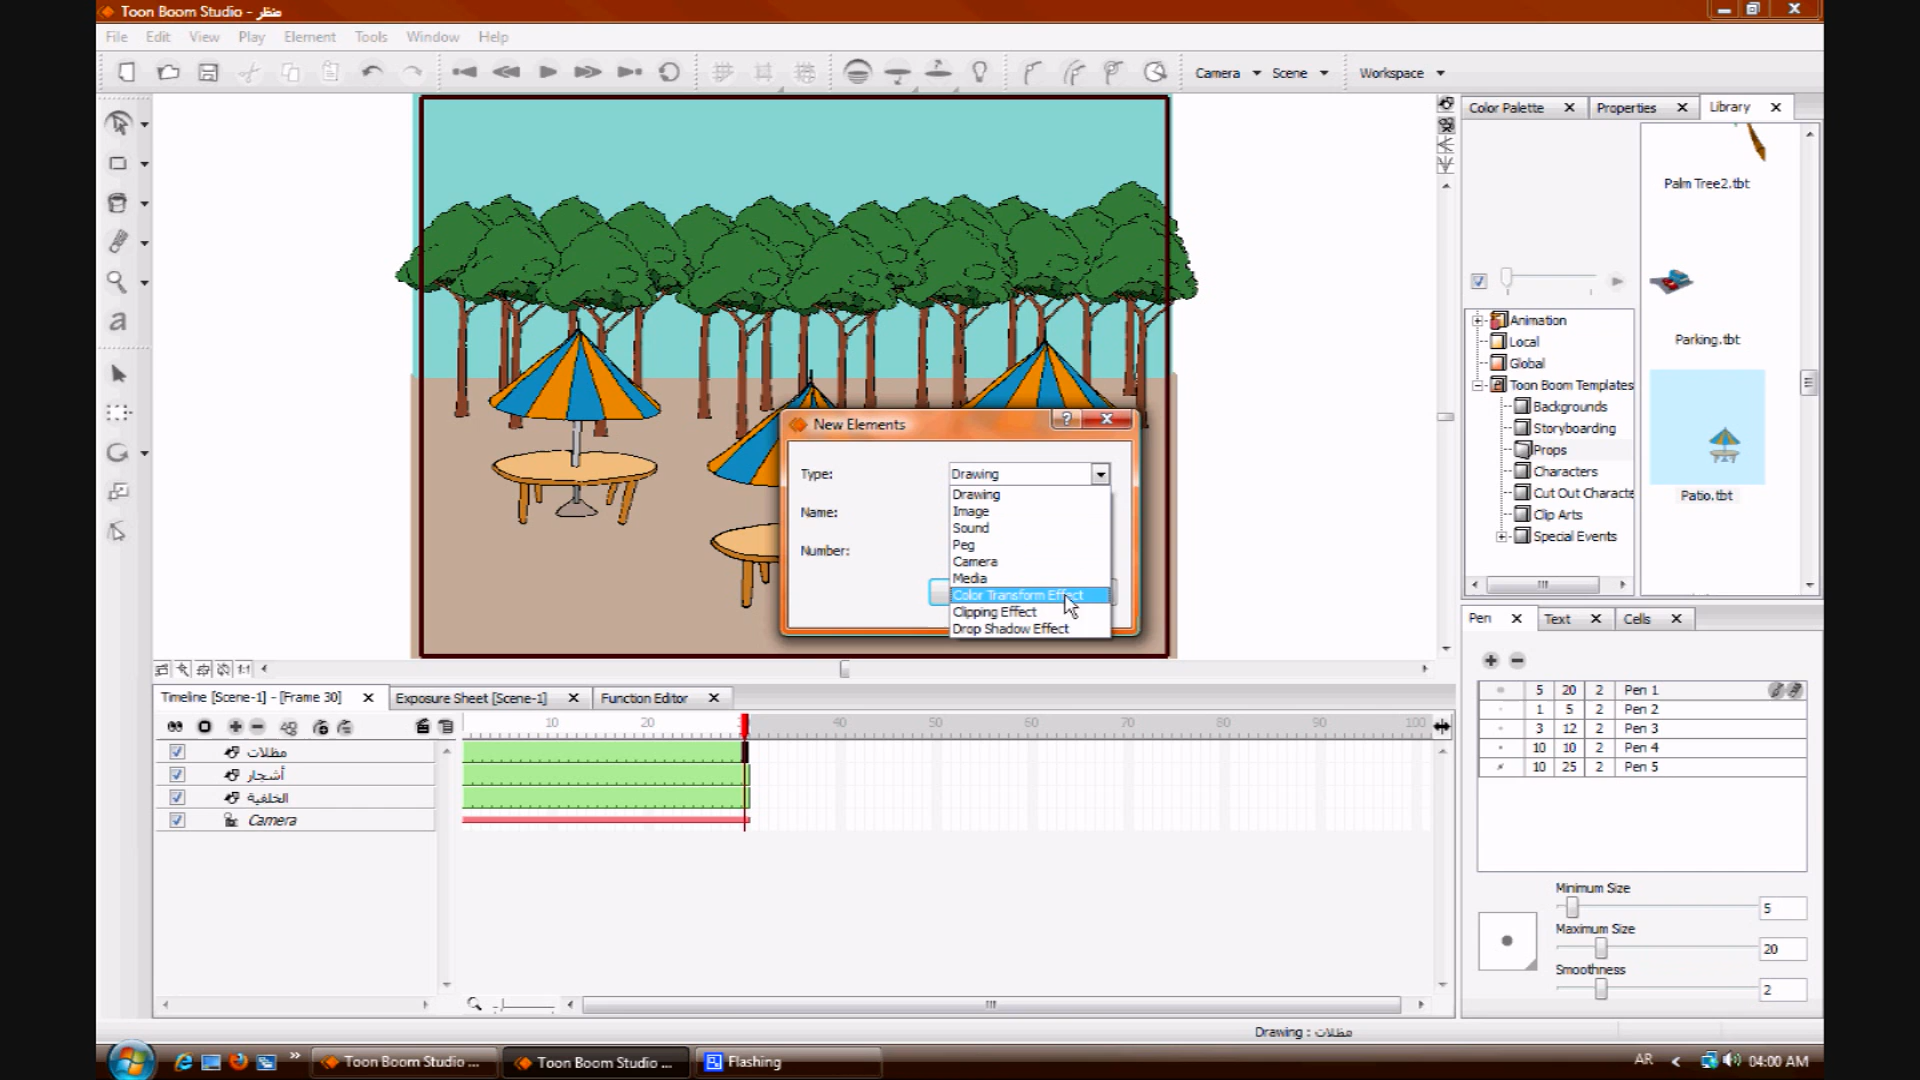 Toon Boom Studio - منظر
File Edit View Play Element Tools Window Help
Camera Scene Workspace
Color Palette Properties Library
Palm Tree2.tbt
Parking.tbt
Patio.tbt
Animation
Local
Global
Toon Boom Templates
Backgrounds
Storyboarding
Props
Characters
Cut Out Characte
Clip Arts
Special Events
New Elements
Type: Drawing
Name:
Number:
Drawing
Image
Sound
Peg
Camera
Media
Color Transform Effect
Clipping Effect
Drop Shadow Effect
1:1
Timeline [Scene-1] - [Frame 30] Exposure Sheet [Scene-1] Function Editor
10 20 40 50 60 70 80 90 100
مظلات
أشجار
الخلفية
Camera
Pen Text Cells
5 20 2 Pen 1
1 5 2 Pen 2
3 12 2 Pen 3
10 10 2 Pen 4
10 25 2 Pen 5
Minimum Size
5
Maximum Size
20
Smoothness
2
Drawing : مظلات
Toon Boom Studio ... Toon Boom Studio ... Flashing AR 04:00 AM